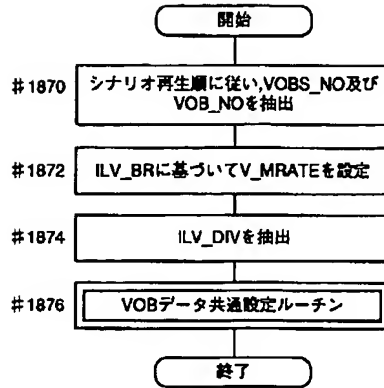 開始
#1870
シナリオ再生順に従い,VOBS_NO及び
VOB_NOを抽出
#1872
ILV_BRに基づいてV_MRATEを設定
#1874
ILV_DIVを抽出
#1876
VOBデータ共通設定ルーチン
終了